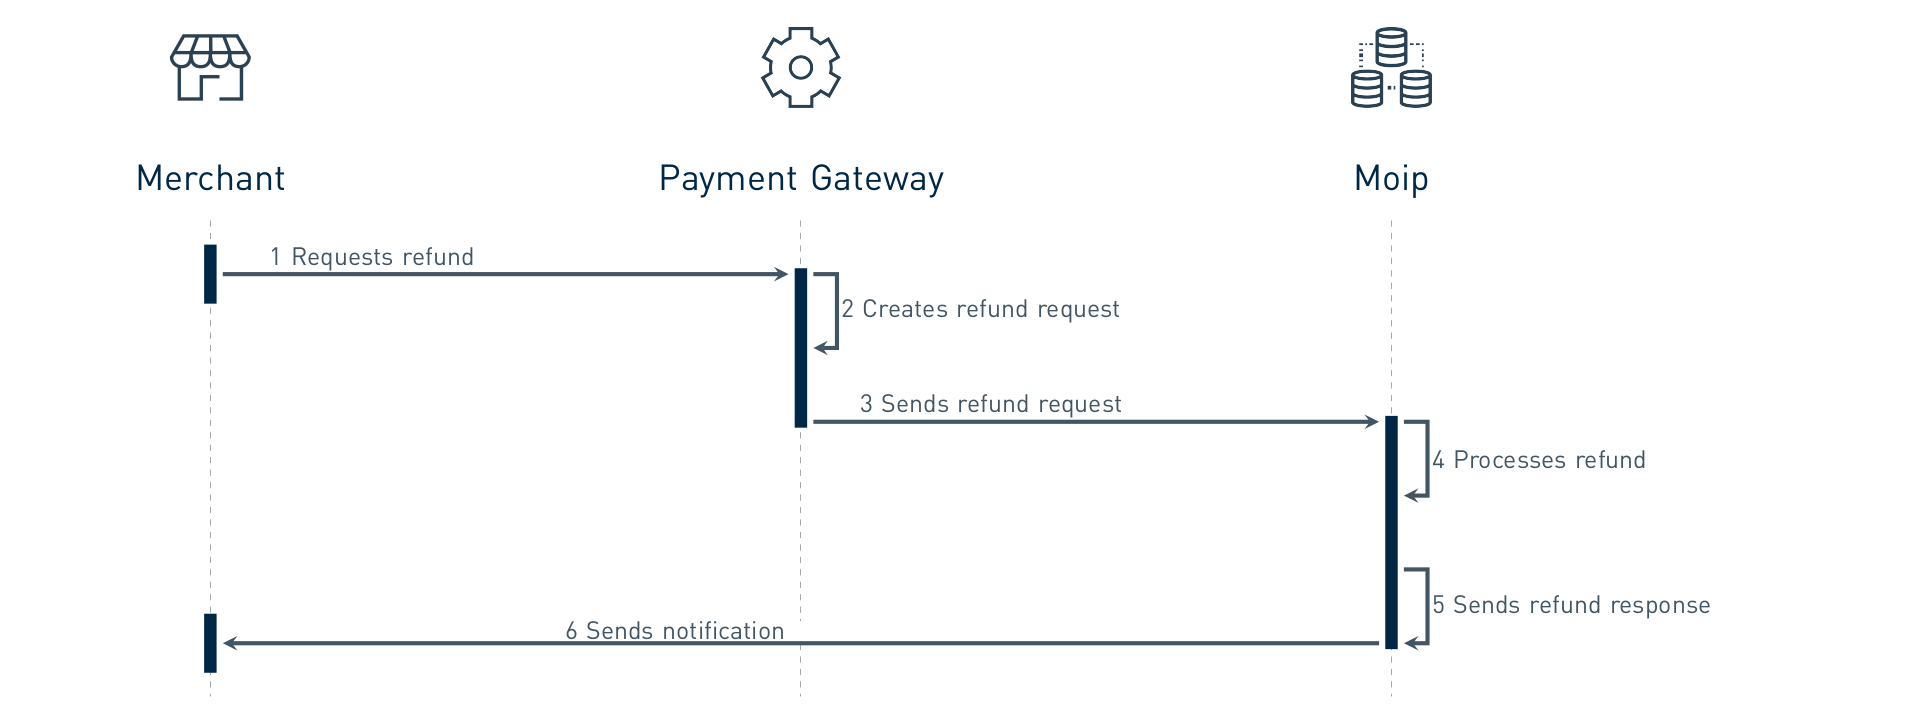 Merchant
Payment Gateway
Moip
1 Requests refund
2 Creates refund request
3 Sends refund request
4 Processes refund
5 Sends refund response
6 Sends notification